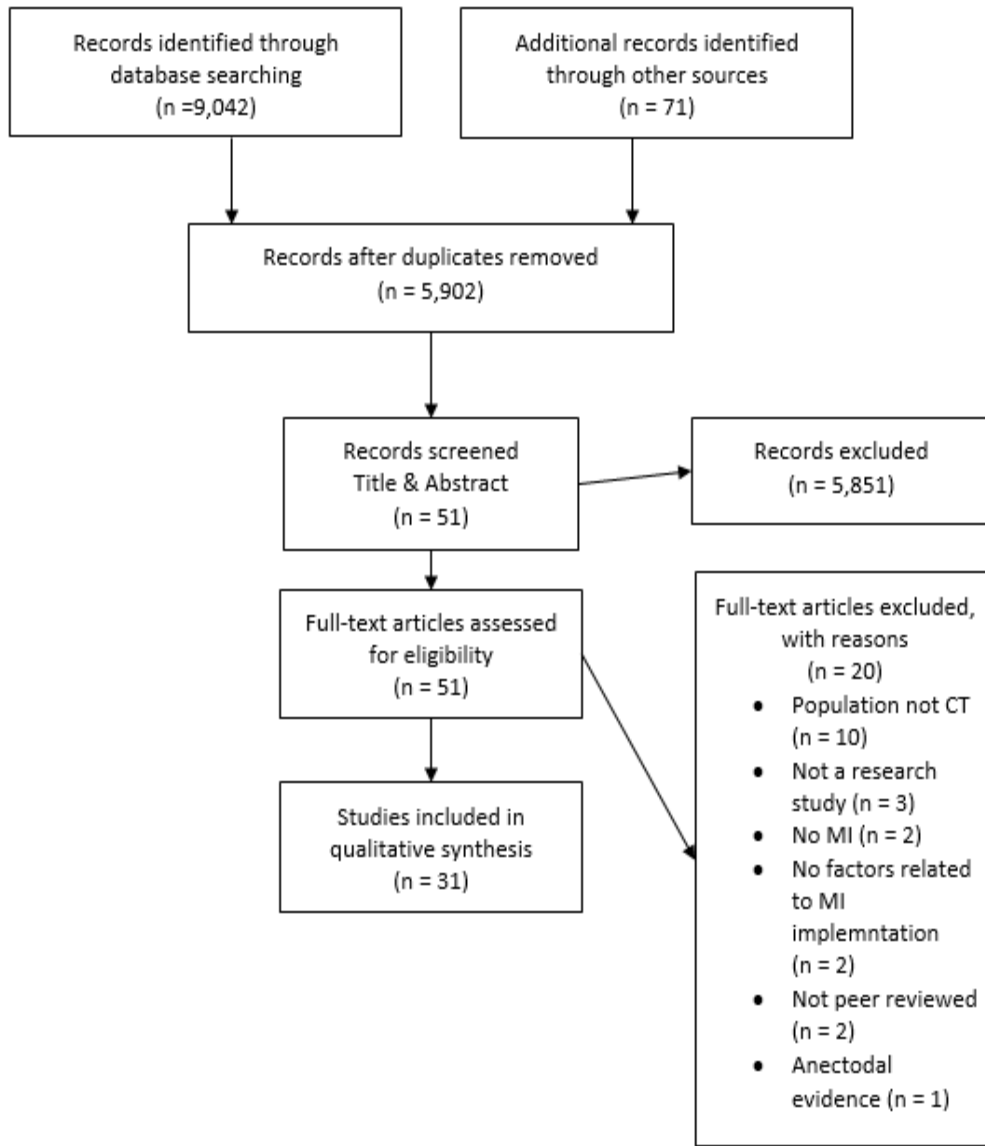 Records identified through
database searching
(n =9,042)
Additional records identified
through other sources
(n = 71)
Records after duplicates removed
(n = 5,902)
Records screened
Title & Abstract
(n = 51)
Records excluded
(n = 5,851)
Full-text articles assessed
for eligibility
(n = 51)
Full-text articles excluded,
with reasons
(n = 20)
● Population not CT
(n = 10)
● Not a research
study (n = 3)
● No MI (n = 2)
● No factors related
to MI
implemntation
(n = 2)
● Not peer reviewed
(n = 2)
● Anectodal
evidence (n = 1)
Studies included in
qualitative synthesis
(n = 31)